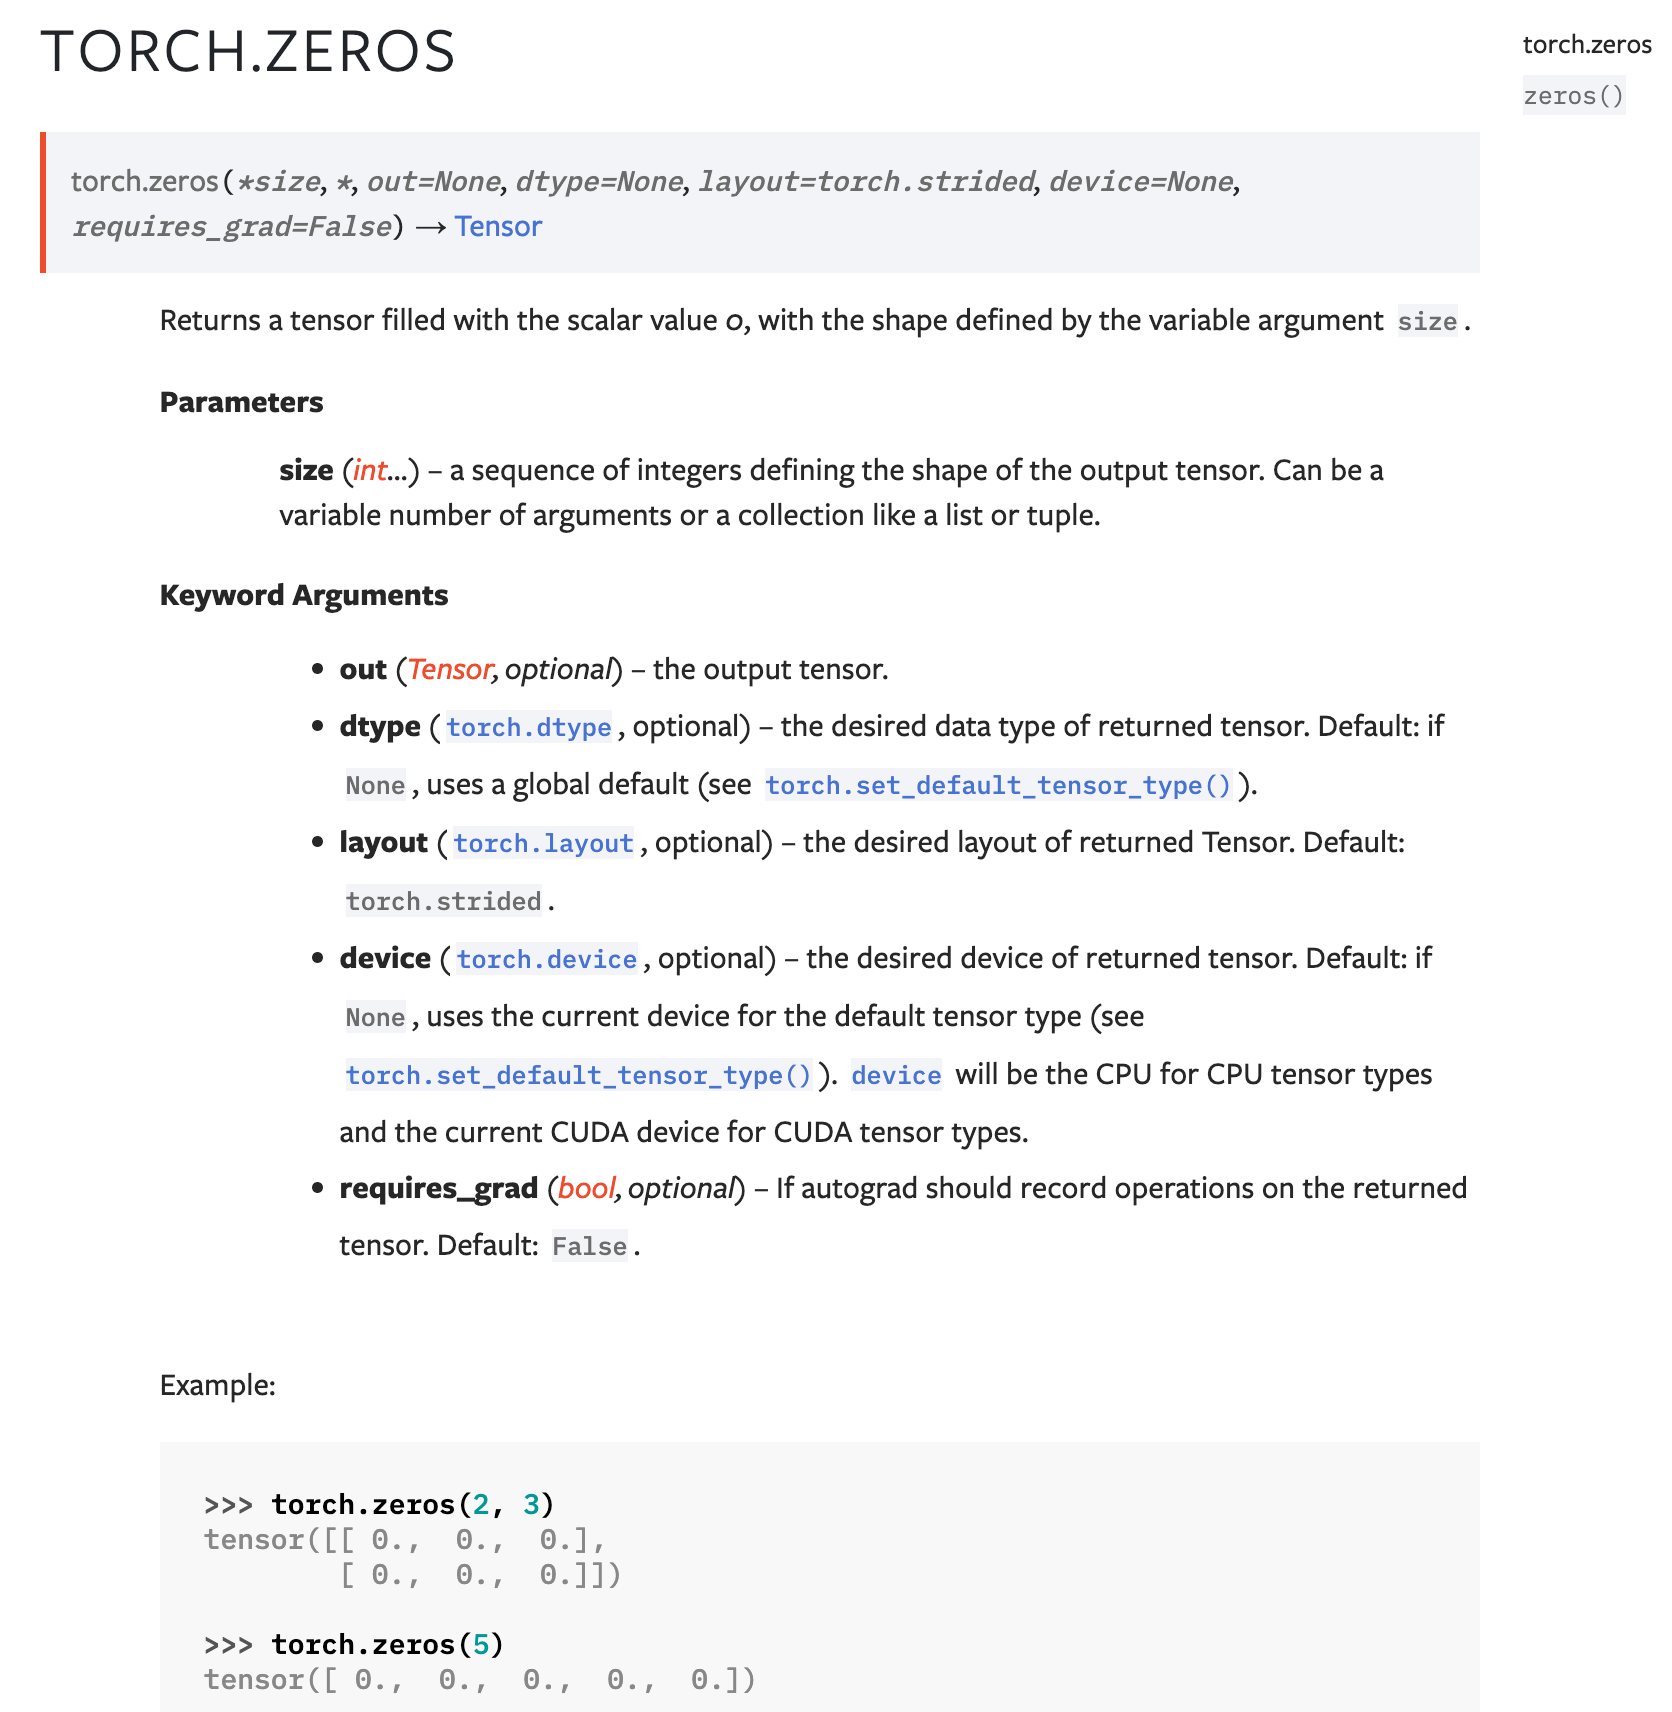 TORCH.ZEROS
torch.zeros
zeros()
torch.zeros(*size, *, out=None, dtype=None, layout=torch.strided, device=None,
requires_grad=False) → Tensor
Returns a tensor filled with the scalar value 0, with the shape defined by the variable argument size.
Parameters
size (int...) – a sequence of integers defining the shape of the output tensor. Can be a
variable number of arguments or a collection like a list or tuple.
Keyword Arguments
• out (Tensor, optional) – the output tensor.
• dtype (torch.dtype, optional) – the desired data type of returned tensor. Default: if
None, uses a global default (see torch.set_default_tensor_type()).
• layout (torch.layout, optional) – the desired layout of returned Tensor. Default:
torch.strided.
• device (torch.device, optional) – the desired device of returned tensor. Default: if
None, uses the current device for the default tensor type (see
torch.set_default_tensor_type()). device will be the CPU for CPU tensor types
and the current CUDA device for CUDA tensor types.
• requires_grad (bool, optional) – If autograd should record operations on the returned
tensor. Default: False.
Example:
>>> torch.zeros(2, 3)
tensor([[ 0.,  0.,  0.],
        [ 0.,  0.,  0.]])
>>> torch.zeros(5)
tensor([ 0.,  0.,  0.,  0.,  0.])